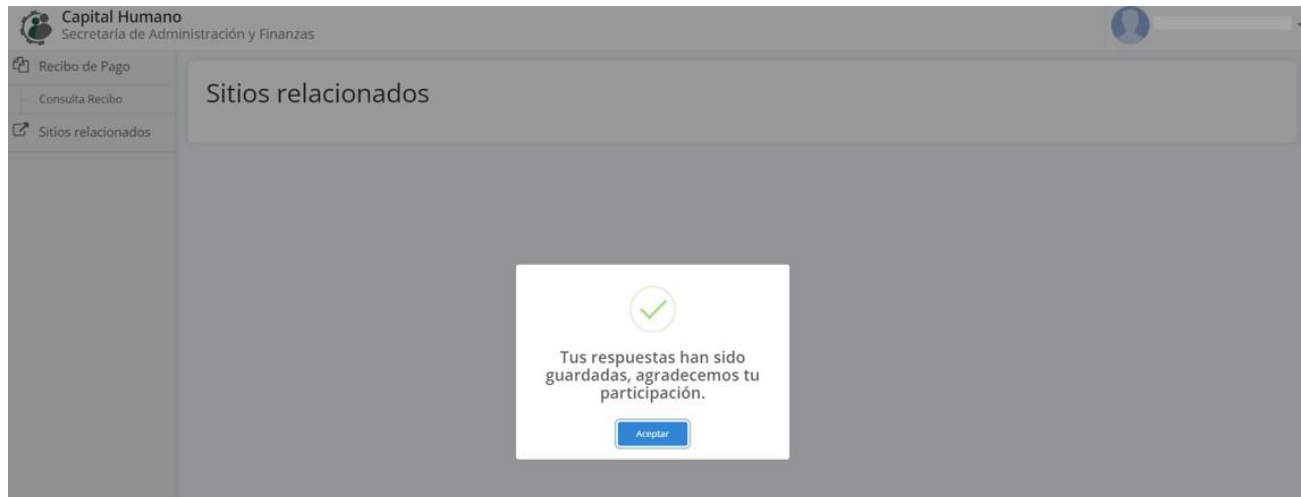 Capital Humano
Secretaría de Administración y Finanzas
Recibo de Pago
Consulta Recibo
Sitios relacionados
Sitios relacionados
Tus respuestas han sido
guardadas, agradecemos tu
participación.
Aceptar